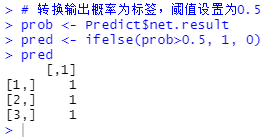 > # 转换输出概率为标签，阈值设置为0.5
> prob <- Predict$net.result
> pred <- ifelse(prob>0.5, 1, 0)
> pred
     [,1]
[1,]    1
[2,]    1
[3,]    1
>